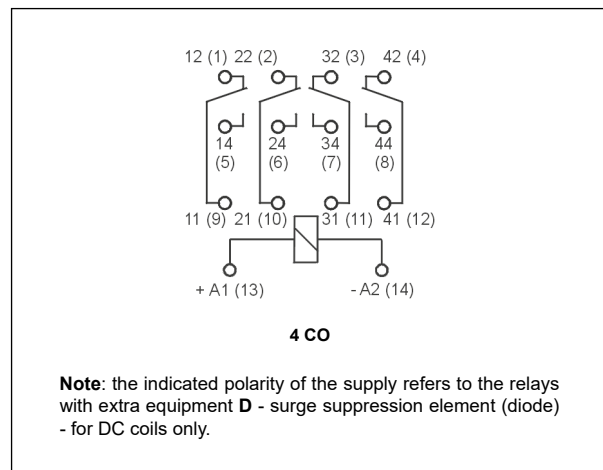 12 (1) 22 (2) 32 (3) 42 (4)
14 24 34 44
(5) (6) (7) (8)
11 (9) 21 (10) 31 (11) 41 (12)
+ A1 (13) - A2 (14)
4 CO
Note: the indicated polarity of the supply refers to the relays
with extra equipment D - surge suppression element (diode)
- for DC coils only.